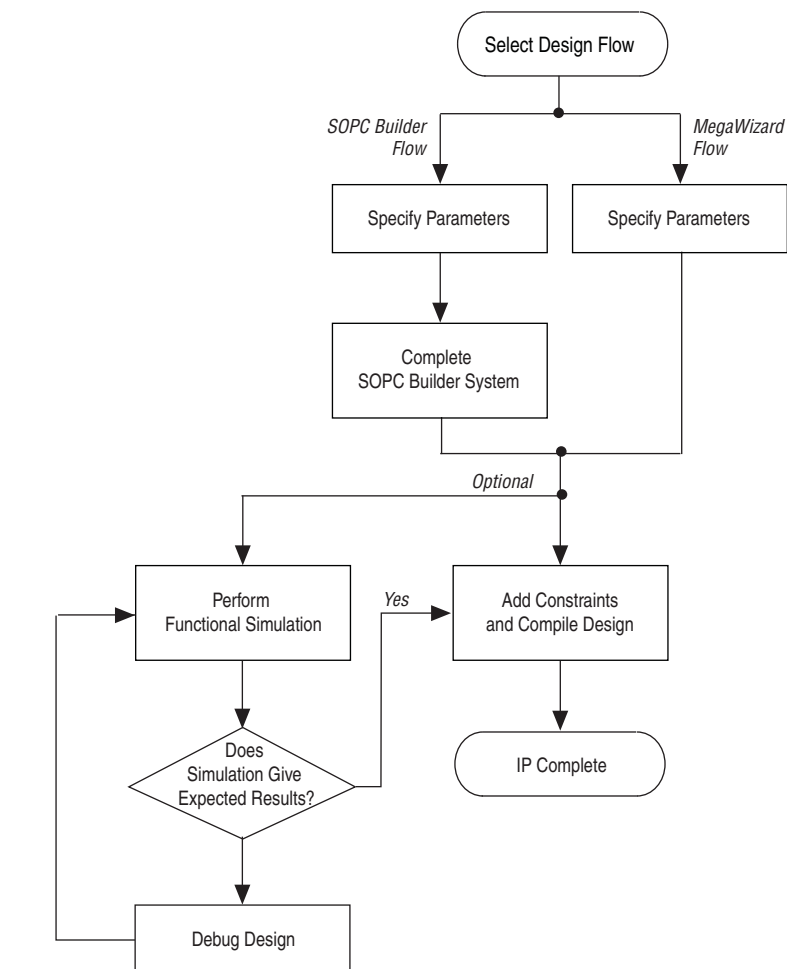 Select Design Flow
SOPC Builder
Flow
MegaWizard
Flow
Specify Parameters
Specify Parameters
Complete
SOPC Builder System
Optional
Perform
Functional Simulation
Yes
Add Constraints
and Compile Design
Does
Simulation Give
Expected Results?
IP Complete
Debug Design